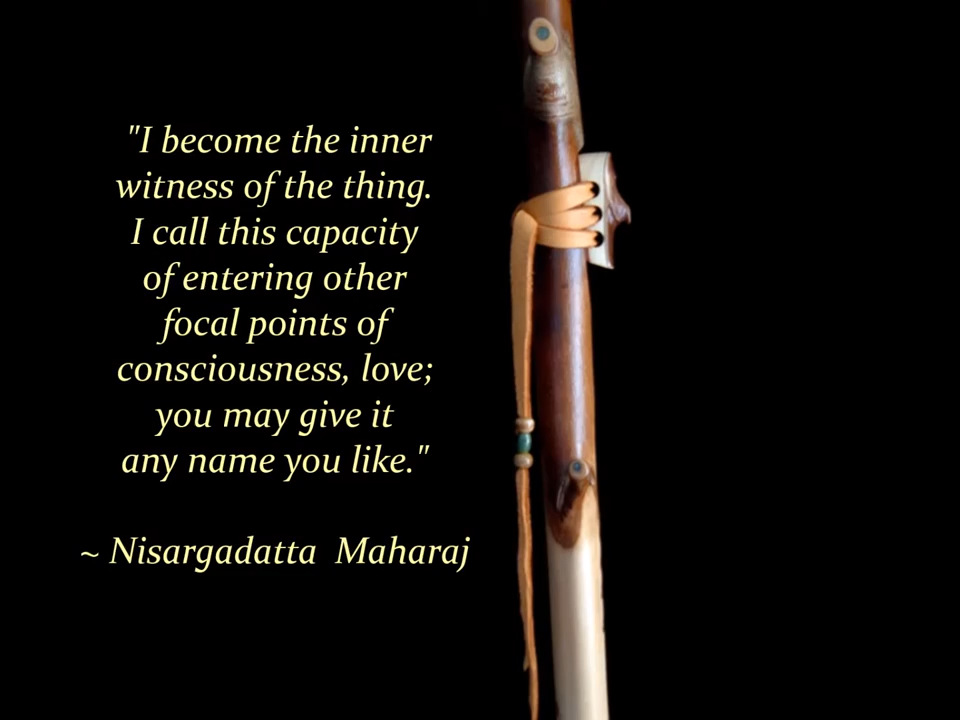 "I become the inner
witness of the thing.
I call this capacity
of entering other
focal points of
consciousness, love;
you may give it
any name you like."
~ Nisargadatta Maharaj